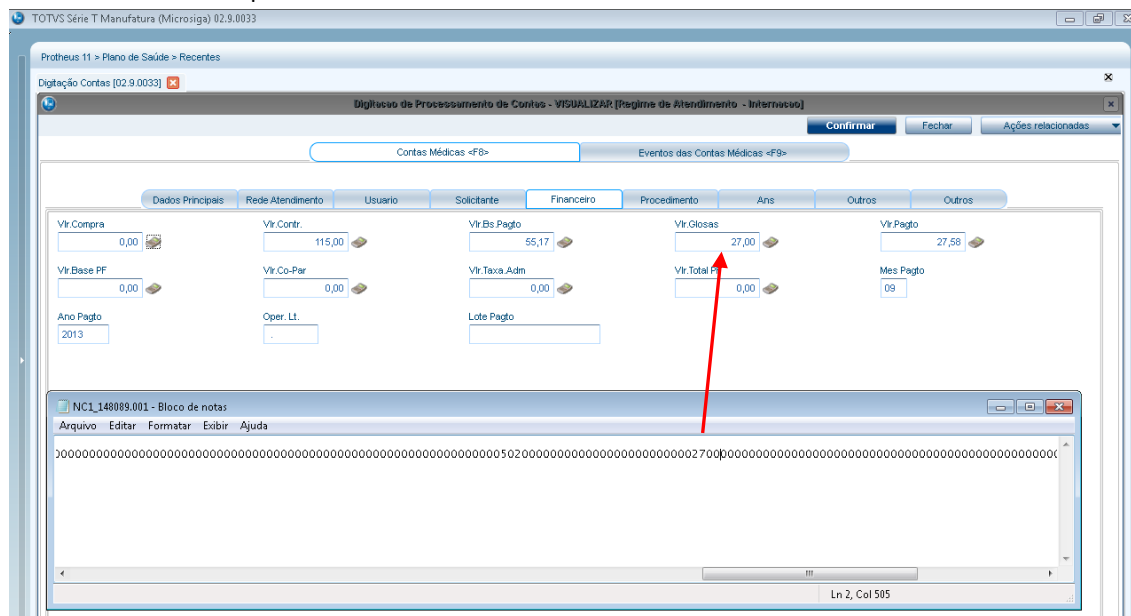 TOTVS Série T Manufatura (Microsiga) 02.9.0033
Protheus 11 > Plano de Saúde > Recentes
Digitação Contas [02.9.0033]
Digitacao de Processamento de Contas - VISUALIZAR [Regime de Atendimento - Internacao]
Confirmar Fechar Ações relacionadas
Contas Médicas <F8> Eventos das Contas Médicas <F9>
Dados Principais Rede Atendimento Usuario Solicitante Financeiro Procedimento Ans Outros Outros
Vlr.Compra Vlr.Contr. Vlr.Bs.Pagto Vlr.Glosas Vlr.Pagto
0,00 115,00 55,17 27,00 27,58
Vlr.Base PF Vlr.Co-Par Vlr.Taxa.Adm Vlr.Total Mes Pagto
0,00 0,00 0,00 0,00 09
Ano Pagto Oper. Lt. Lote Pagto
2013 .
NC1_148089.001 - Bloco de notas
Arquivo Editar Formatar Exibir Ajuda
Ln 2, Col 505